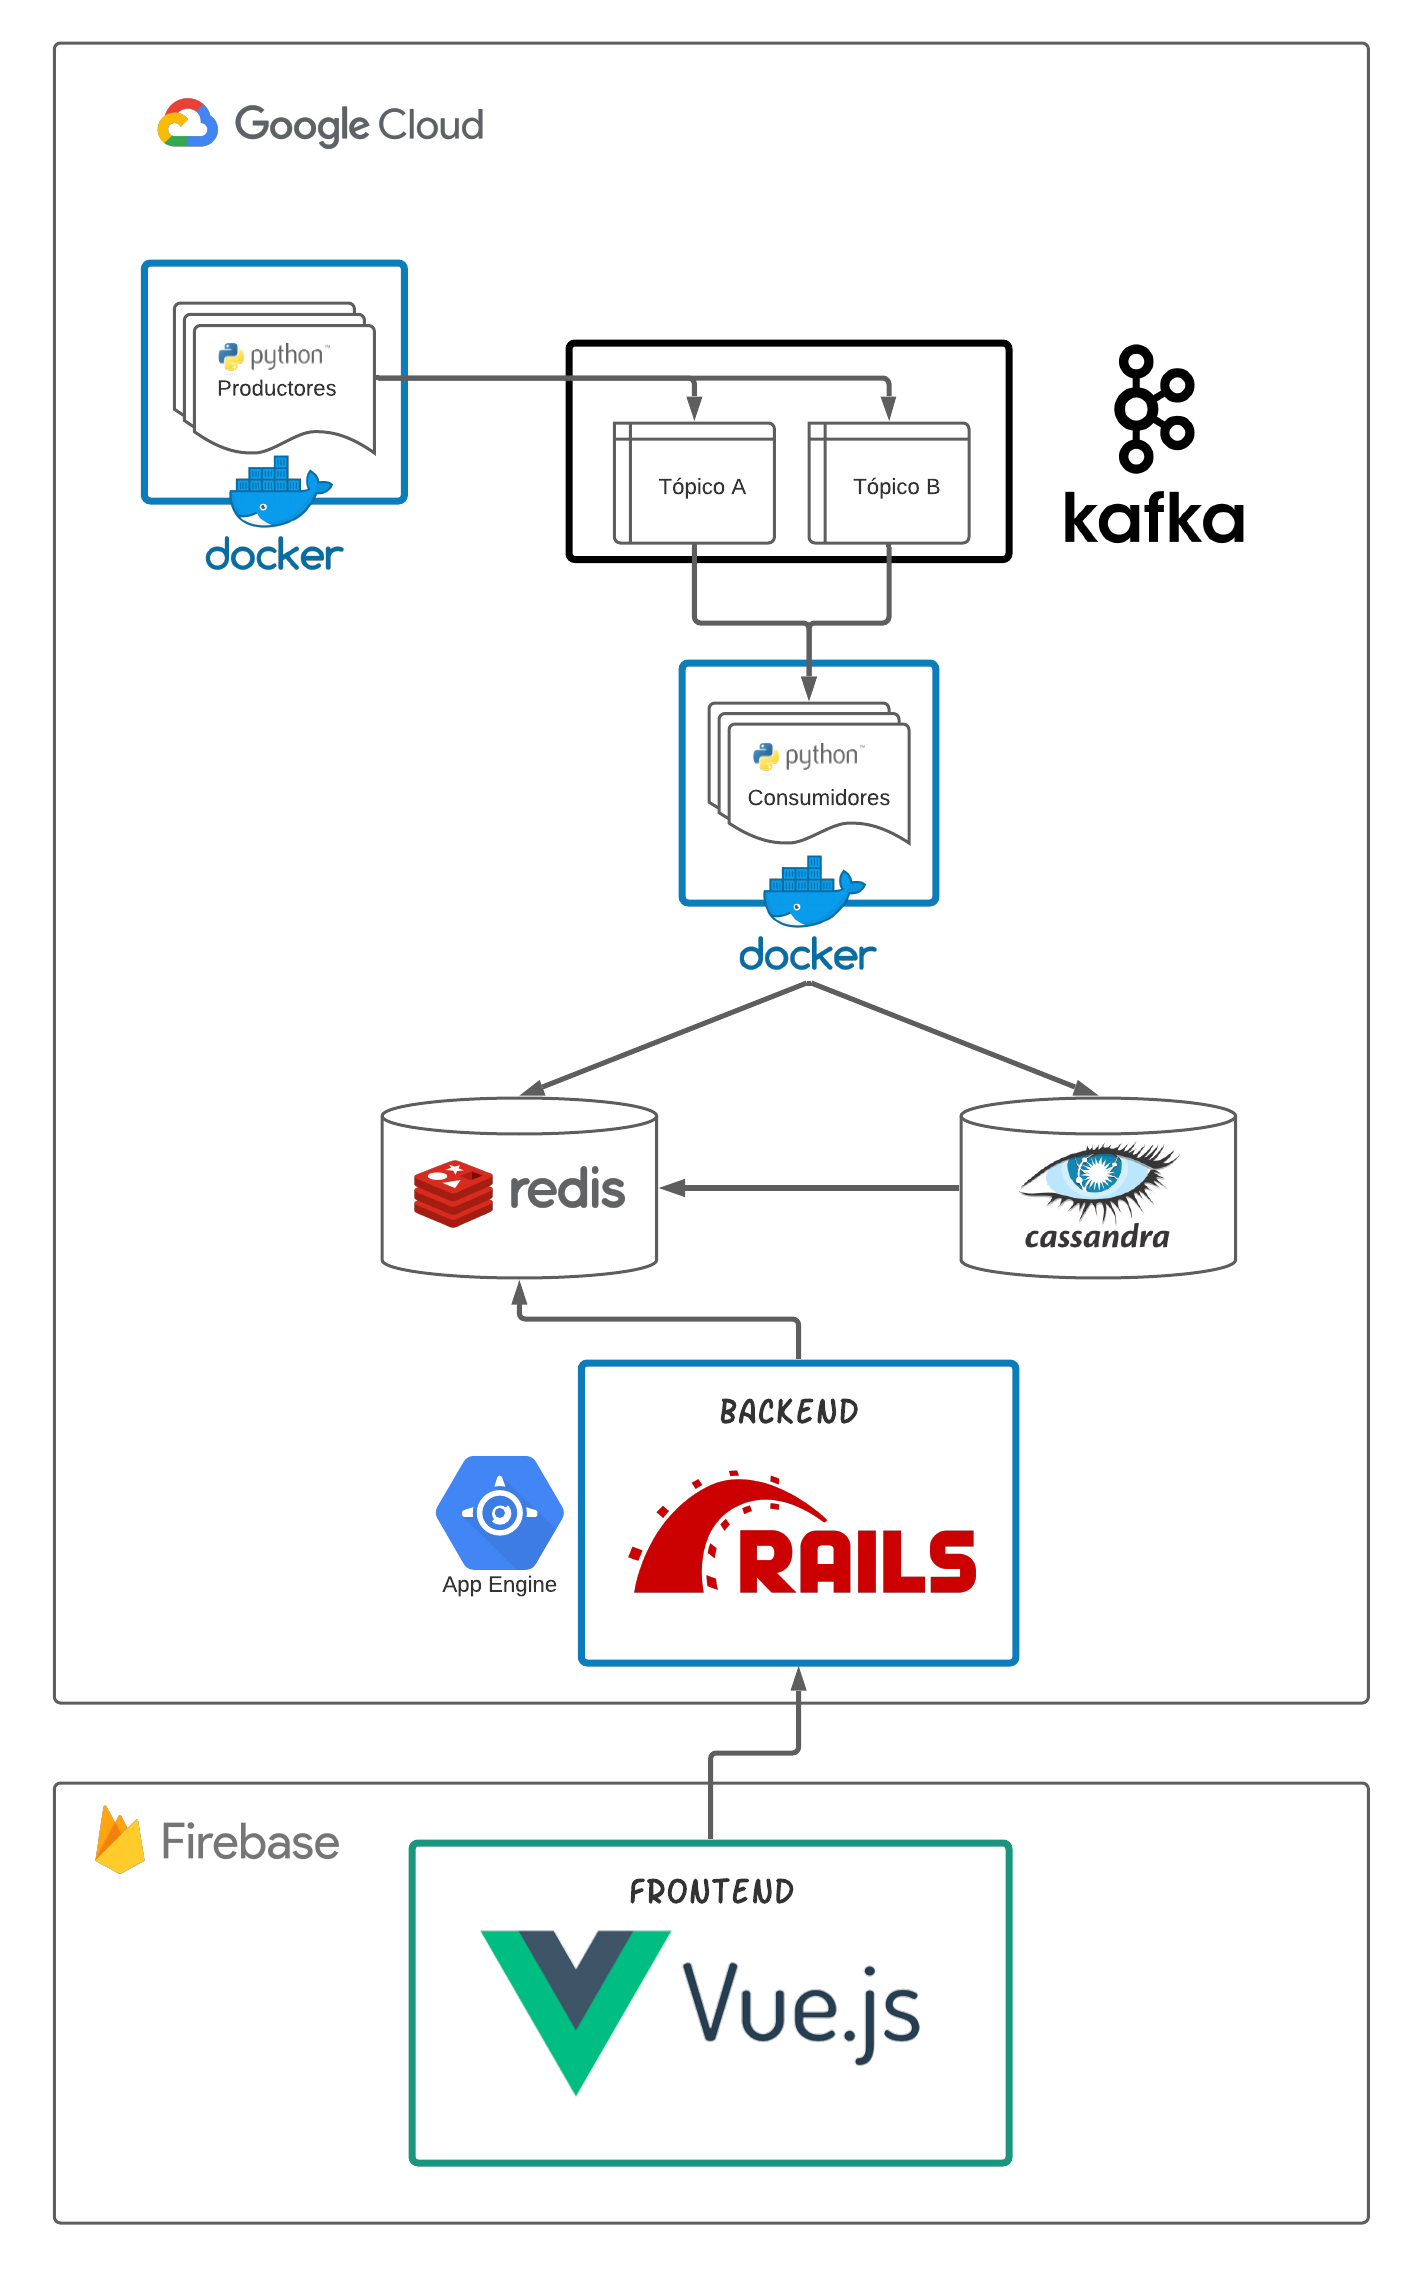 Google Cloud
python™
Productores
docker
Tópico A
Tópico B
kafka
python™
Consumidores
docker
redis
cassandra
BACKEND
RAILS
App Engine
Firebase
FRONTEND
Vue.js